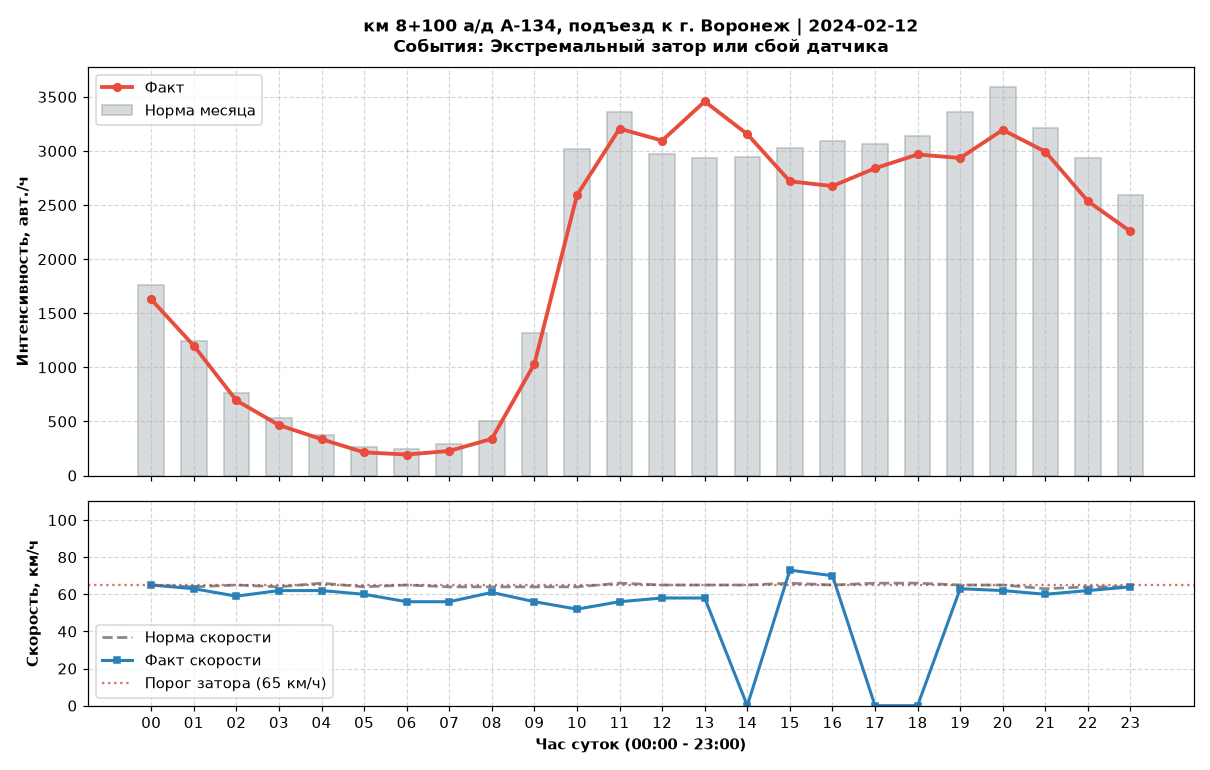 км 8+100 а/д А-134, подъезд к г. Воронеж | 2024-02-12
События: Экстремальный затор или сбой датчика
Интенсивность, авт./ч
3500
3000
2500
2000
1500
1000
500
0
Факт
Норма месяца
Скорость, км/ч
100
80
60
40
20
0
Норма скорости
Факт скорости
Порог затора (65 км/ч)
00 01 02 03 04 05 06 07 08 09 10 11 12 13 14 15 16 17 18 19 20 21 22 23
Час суток (00:00 - 23:00)